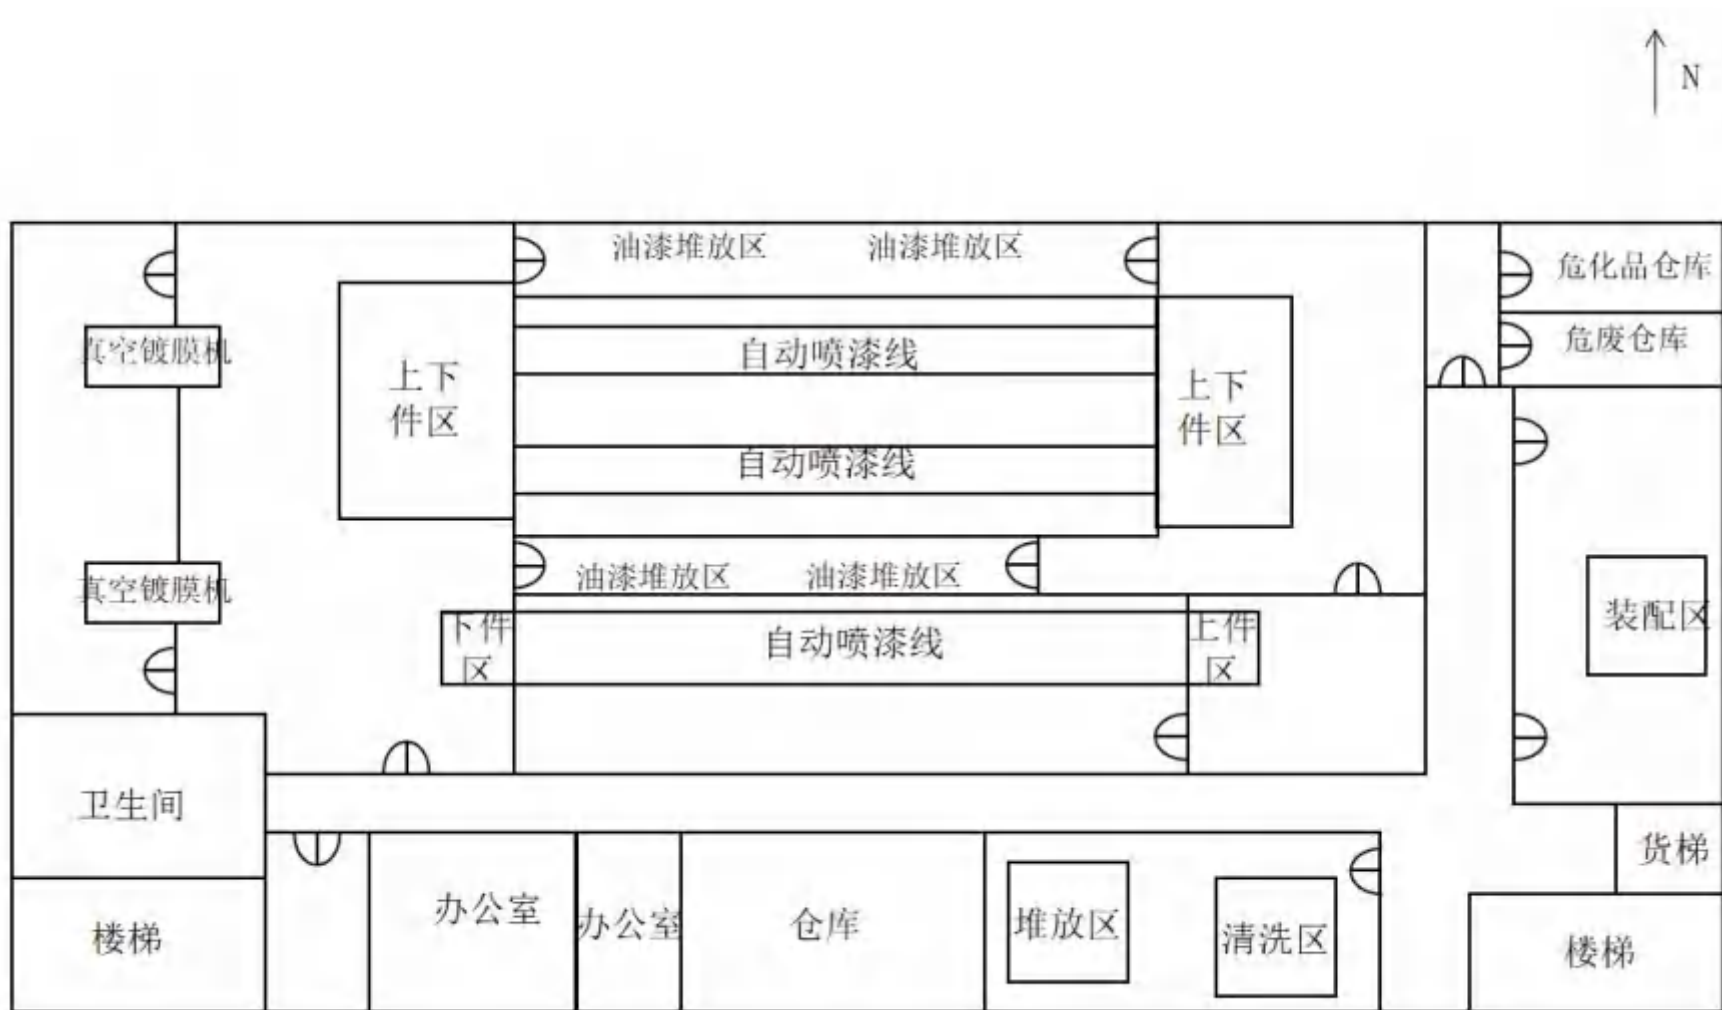 N
油漆堆放区
油漆堆放区
危化品仓库
真空镀膜机
自动喷漆线
危废仓库
上下
件区
上下
件区
自动喷漆线
真空镀膜机
油漆堆放区
油漆堆放区
下件
区
自动喷漆线
上件
区
装配区
卫生间
货梯
楼梯
办公室
办公室
仓库
堆放区
清洗区
楼梯